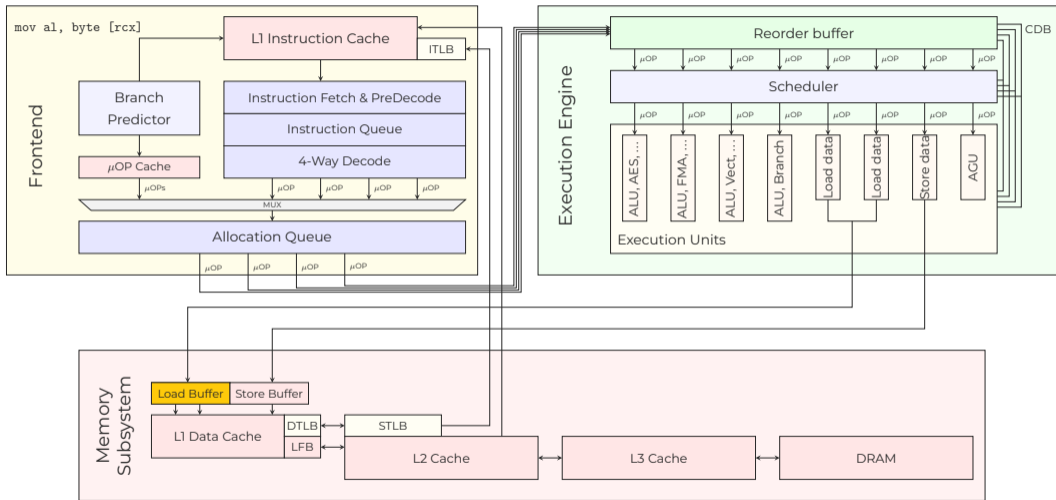 mov al, byte [rcx]
Frontend
L1 Instruction Cache
ITLB
Branch
Predictor
Instruction Fetch & PreDecode
Instruction Queue
4-Way Decode
μOP Cache
μOPs
μOP
μOP
μOP
μOP
MUX
Allocation Queue
μOP
μOP
μOP
μOP
Execution Engine
Reorder buffer
CDB
μOP
μOP
μOP
μOP
μOP
μOP
μOP
μOP
Scheduler
μOP
μOP
μOP
μOP
μOP
μOP
μOP
μOP
ALU, AES, …
ALU, FMA, …
ALU, Vect, …
ALU, Branch
Load data
Load data
Store data
AGU
Execution Units
Memory
Subsystem
Load Buffer
Store Buffer
L1 Data Cache
DTLB
LFB
STLB
L2 Cache
L3 Cache
DRAM